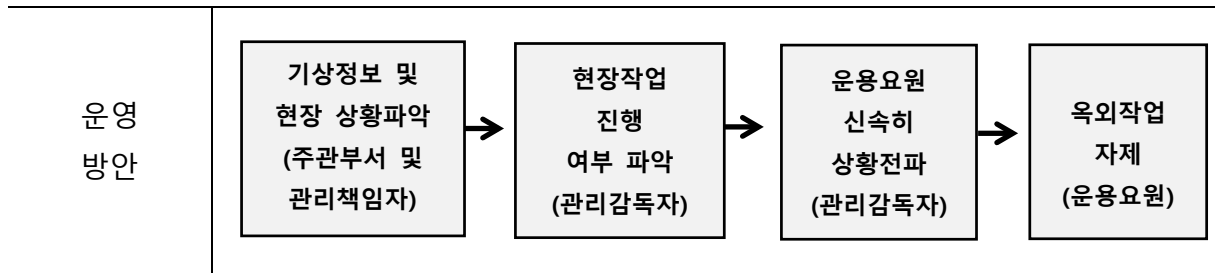 운영
방안
기상정보 및
현장 상황파악
(주관부서 및
관리책임자)
현장작업
진행
여부 파악
(관리감독자)
운용요원
신속히
상황전파
(관리감독자)
옥외작업
자제
(운용요원)